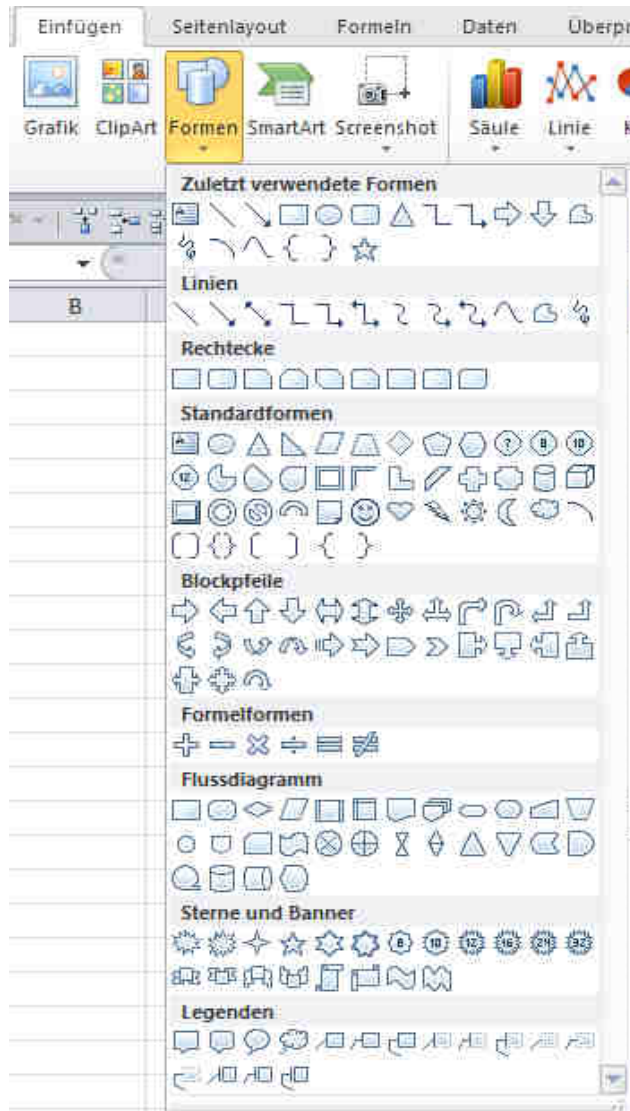 Einfügen Seitenlayout Formeln Daten
Grafik ClipArt Formen SmartArt Screenshot Säule Linie
Zuletzt verwendete Formen
B
Linien
Rechtecke
Standardformen
Blockpfeile
Formelformen
Flussdiagramm
Sterne und Banner
Legenden